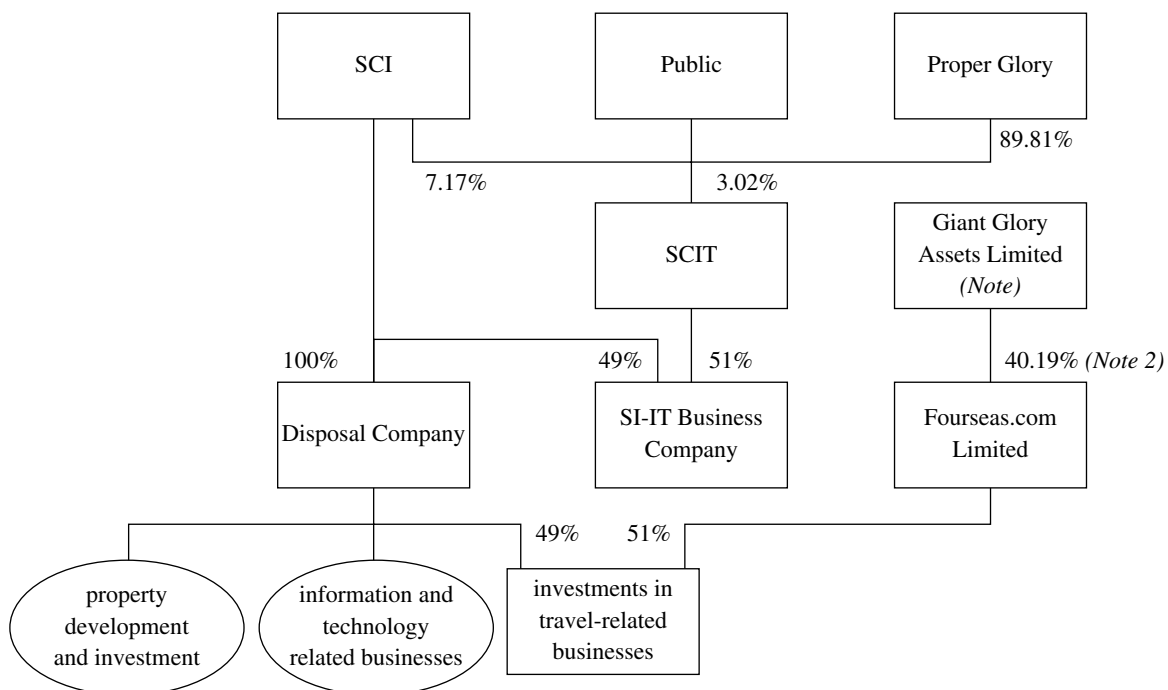 SCI
Public
Proper Glory
89.81%
7.17%
3.02%
SCIT
Giant Glory
Assets Limited
(Note)
100%
49%
51%
40.19% (Note 2)
Disposal Company
SI-IT Business
Company
Fourseas.com
Limited
49%
51%
property
development
and investment
information and
technology
related businesses
investments in
travel-related
businesses